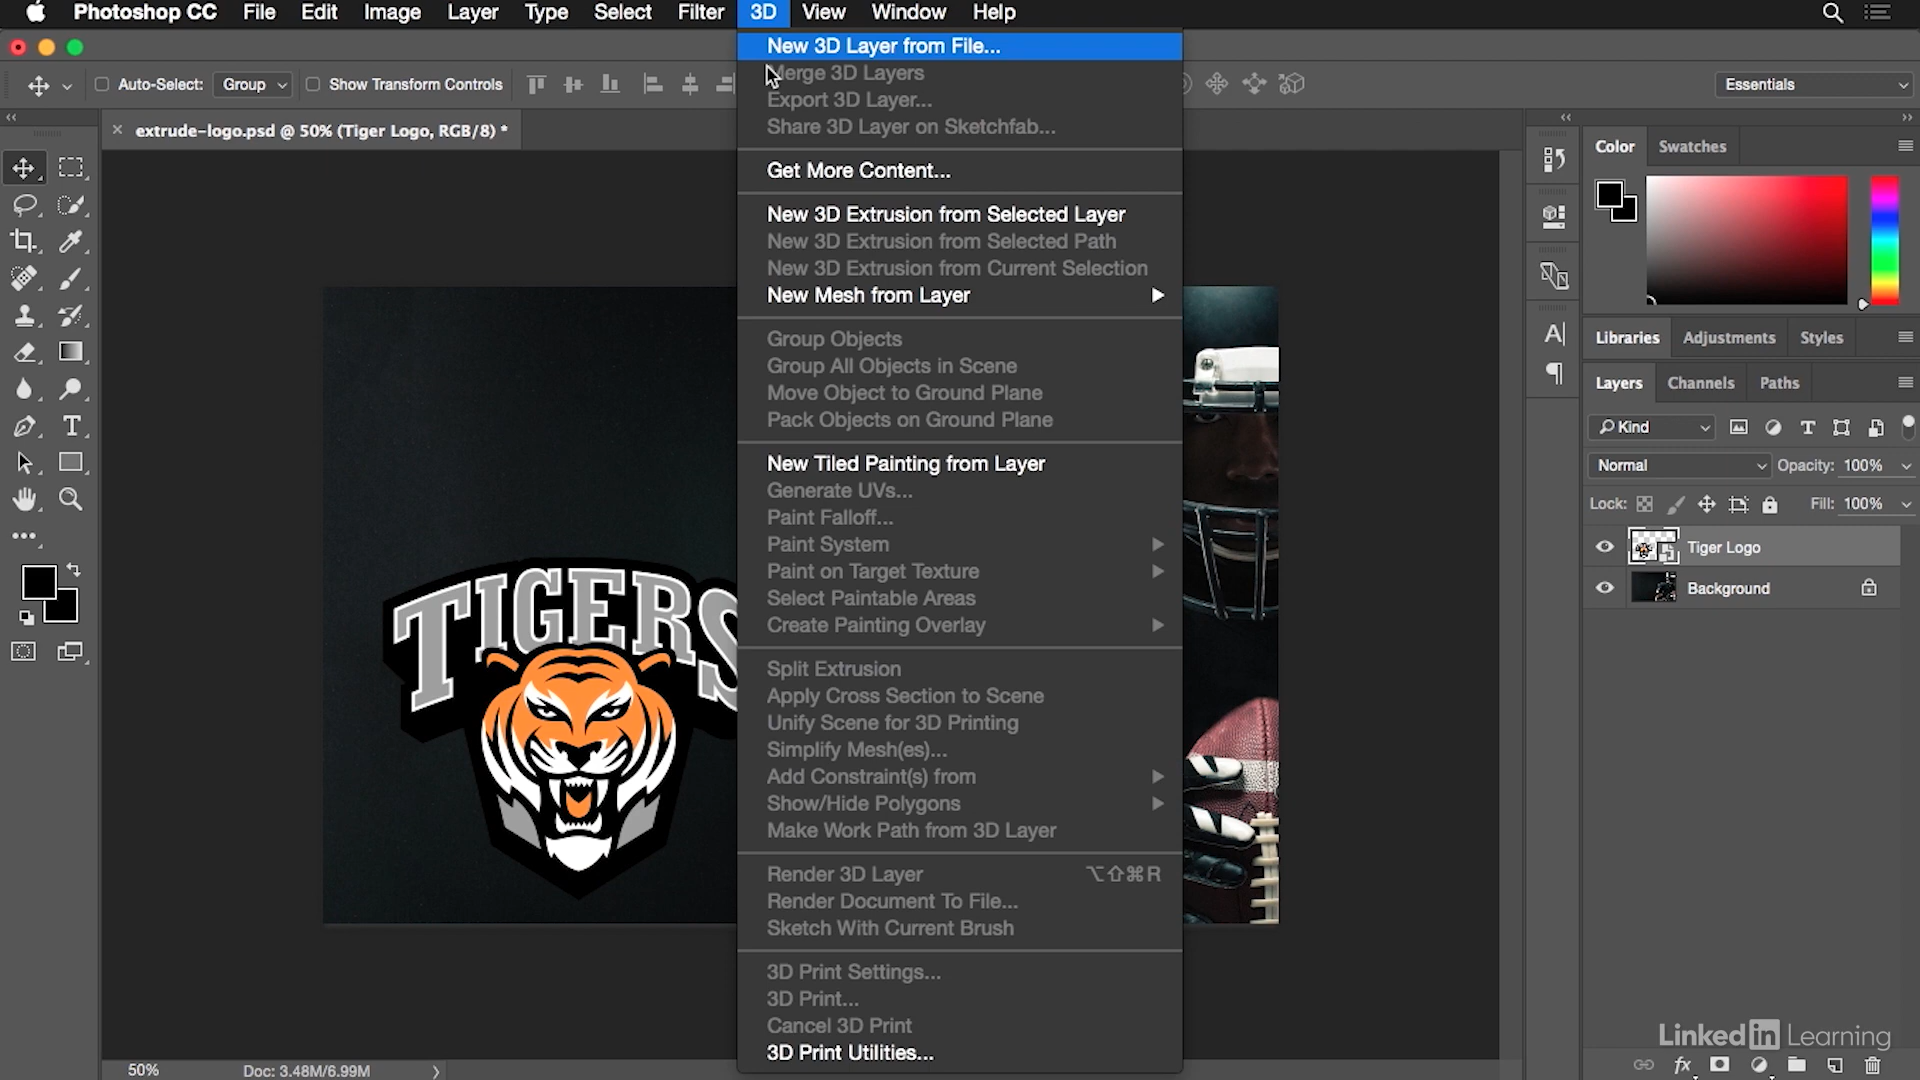 Photoshop CC File Edit Image Layer Type Select Filter 3D View Window Help
Auto-Select: Group Show Transform Controls
Essentials
extrude-logo.psd @ 50% (Tiger Logo, RGB/8) *
New 3D Layer from File...
Merge 3D Layers
Export 3D Layer...
Share 3D Layer on Sketchfab...
Get More Content...
New 3D Extrusion from Selected Layer
New 3D Extrusion from Selected Path
New 3D Extrusion from Current Selection
New Mesh from Layer
Group Objects
Group All Objects in Scene
Move Object to Ground Plane
Pack Objects on Ground Plane
New Tiled Painting from Layer
Generate UVs...
Paint Falloff...
Paint System
Paint on Target Texture
Select Paintable Areas
Create Painting Overlay
Split Extrusion
Apply Cross Section to Scene
Unify Scene for 3D Printing
Simplify Mesh(es)...
Add Constraint(s) from
Show/Hide Polygons
Make Work Path from 3D Layer
Render 3D Layer ⌥⇧⌘R
Render Document To File...
Sketch With Current Brush
3D Print Settings...
3D Print...
Cancel 3D Print
3D Print Utilities...
TIGERS
Color Swatches
Libraries Adjustments Styles
Layers Channels Paths
Kind
Normal Opacity: 100%
Lock: Fill: 100%
Tiger Logo
Background
LinkedIn Learning
50% Doc: 3.48M/6.99M